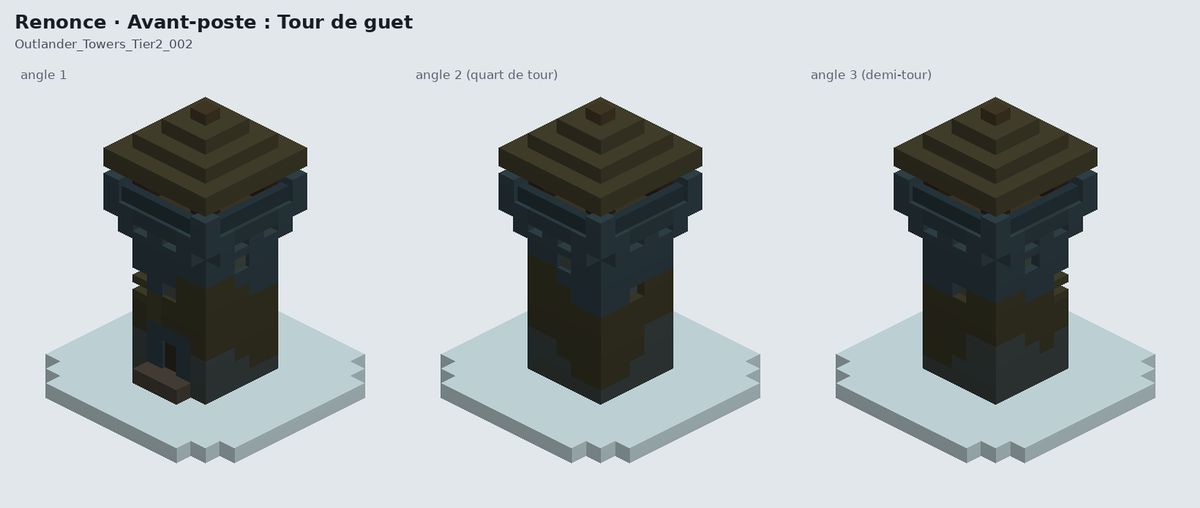 Renonce · Avant-poste : Tour de guet
Outlander_Towers_Tier2_002
angle 1
angle 2 (quart de tour)
angle 3 (demi-tour)